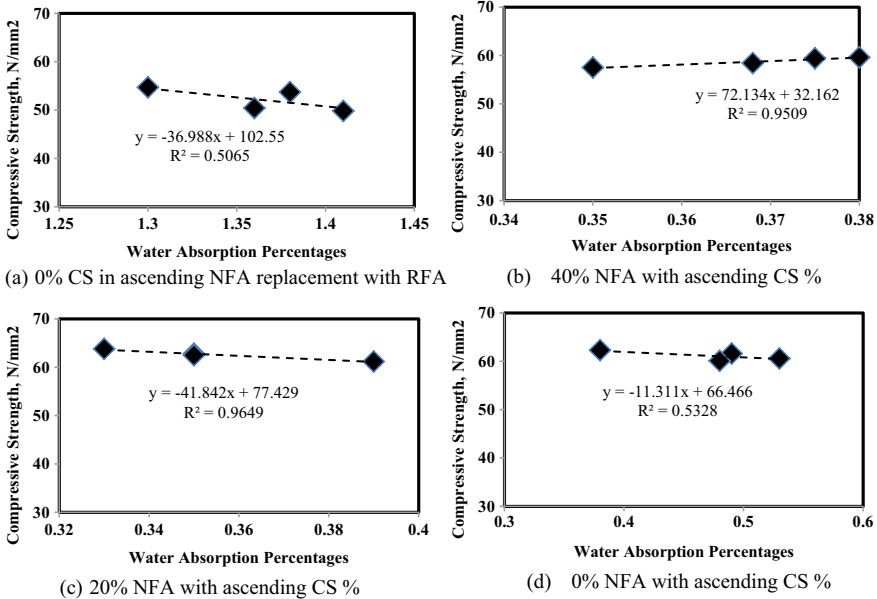 Compressive Strength, N/mm2
70
60
50
40
30
y = -36.988x + 102.55
R² = 0.5065
1.25
1.3
1.35
1.4
1.45
Water Absorption Percentages
(a) 0% CS in ascending NFA replacement with RFA
Compressive Strength, N/mm2
70
60
50
40
30
y = 72.134x + 32.162
R² = 0.9509
0.34
0.35
0.36
0.37
0.38
Water Absorption Percentages
(b) 40% NFA with ascending CS %
Compressive Strength, N/mm2
70
60
50
40
30
y = -41.842x + 77.429
R² = 0.9649
0.32
0.34
0.36
0.38
0.4
Water Absorption Percentages
(c) 20% NFA with ascending CS %
Compressive Strength, N/mm2
70
60
50
40
30
y = -11.311x + 66.466
R² = 0.5328
0.3
0.4
0.5
0.6
Water Absorption Percentages
(d) 0% NFA with ascending CS %